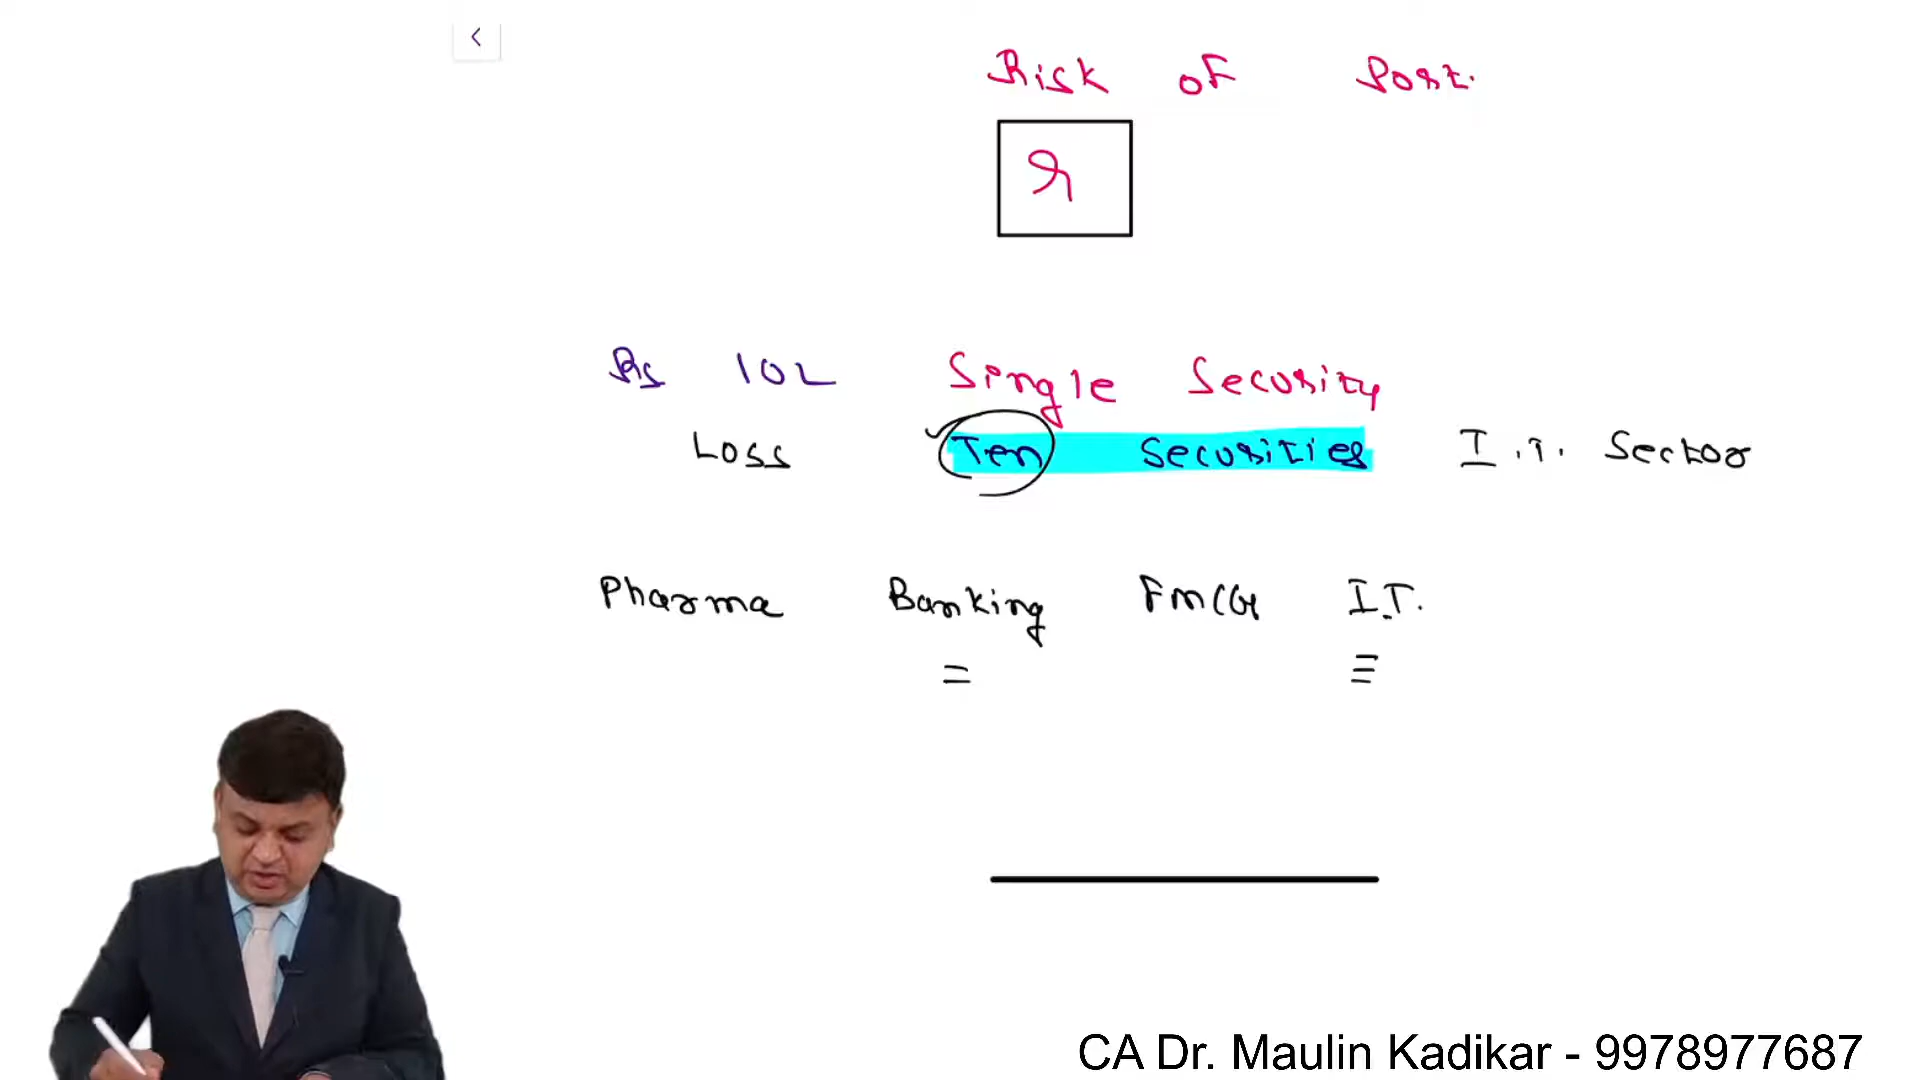 Risk of Port.
r
Rs 10L Single Security
Loss Ten Securities I.T. Sector
Pharma Banking FMCG I.T.
CA Dr. Maulin Kadikar - 9978977687